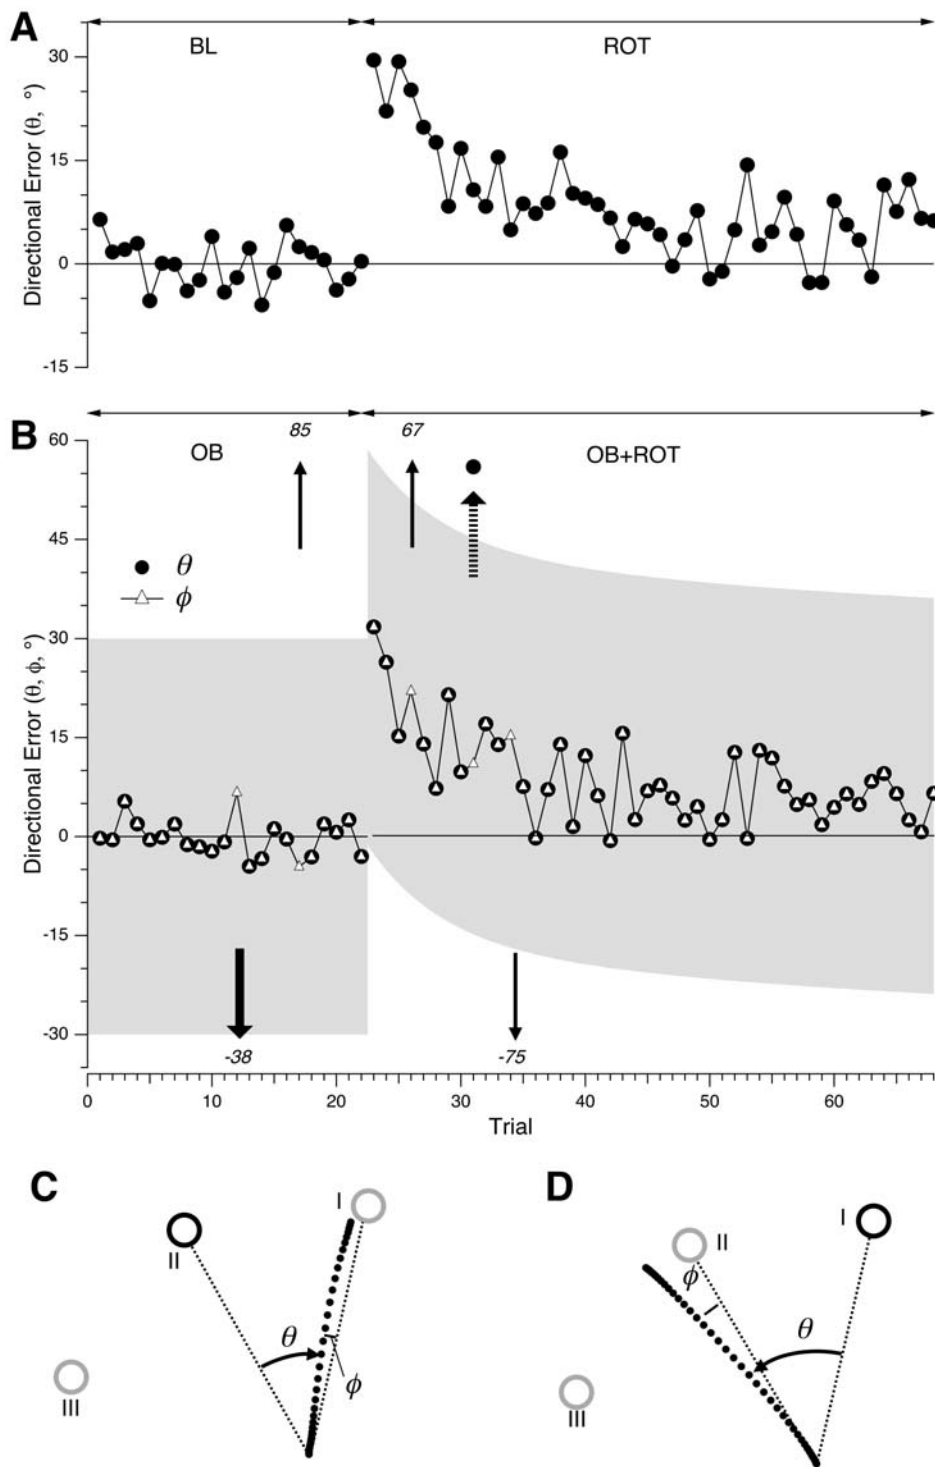 A
BL
ROT
Directional Error (θ, °)
30
15
0
-15
B
OB
85
67
OB+ROT
θ
ϕ
Directional Error (θ, ϕ, °)
60
45
30
15
0
-15
-30
-38
-75
0
10
20
30
40
50
60
Trial
C
I
II
III
θ
ϕ
D
I
II
III
ϕ
θ